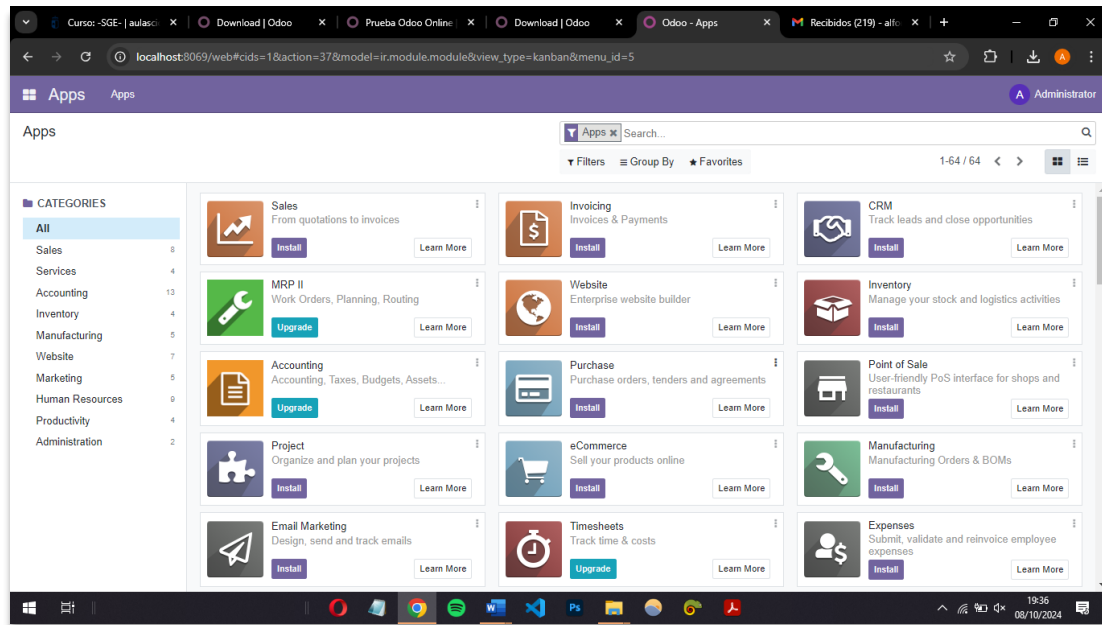 Curso: -SGE- | aulasci
Download | Odoo
Prueba Odoo Online
Download | Odoo
Odoo - Apps
Recibidos (219) - alfo
localhost:8069/web#cids=1&action=37&model=ir.module.module&view_type=kanban&menu_id=5
A
Apps
Apps
A Administrator
Apps
Apps
Search...
Filters
Group By
Favorites
1-64 / 64
CATEGORIES
All
Sales 8
Services 4
Accounting 13
Inventory 4
Manufacturing 5
Website 7
Marketing 5
Human Resources 9
Productivity 4
Administration 2
Sales
From quotations to invoices
Install
Learn More
Invoicing
Invoices & Payments
Install
Learn More
CRM
Track leads and close opportunities
Install
Learn More
MRP II
Work Orders, Planning, Routing
Upgrade
Learn More
Website
Enterprise website builder
Install
Learn More
Inventory
Manage your stock and logistics activities
Install
Learn More
Accounting
Accounting, Taxes, Budgets, Assets...
Upgrade
Learn More
Purchase
Purchase orders, tenders and agreements
Install
Learn More
Point of Sale
User-friendly PoS interface for shops and
restaurants
Install
Learn More
Project
Organize and plan your projects
Install
Learn More
eCommerce
Sell your products online
Install
Learn More
Manufacturing
Manufacturing Orders & BOMs
Install
Learn More
Email Marketing
Design, send and track emails
Install
Learn More
Timesheets
Track time & costs
Upgrade
Learn More
Expenses
Submit, validate and reinvoice employee
expenses
Install
Learn More
Ps
19:36
08/10/2024